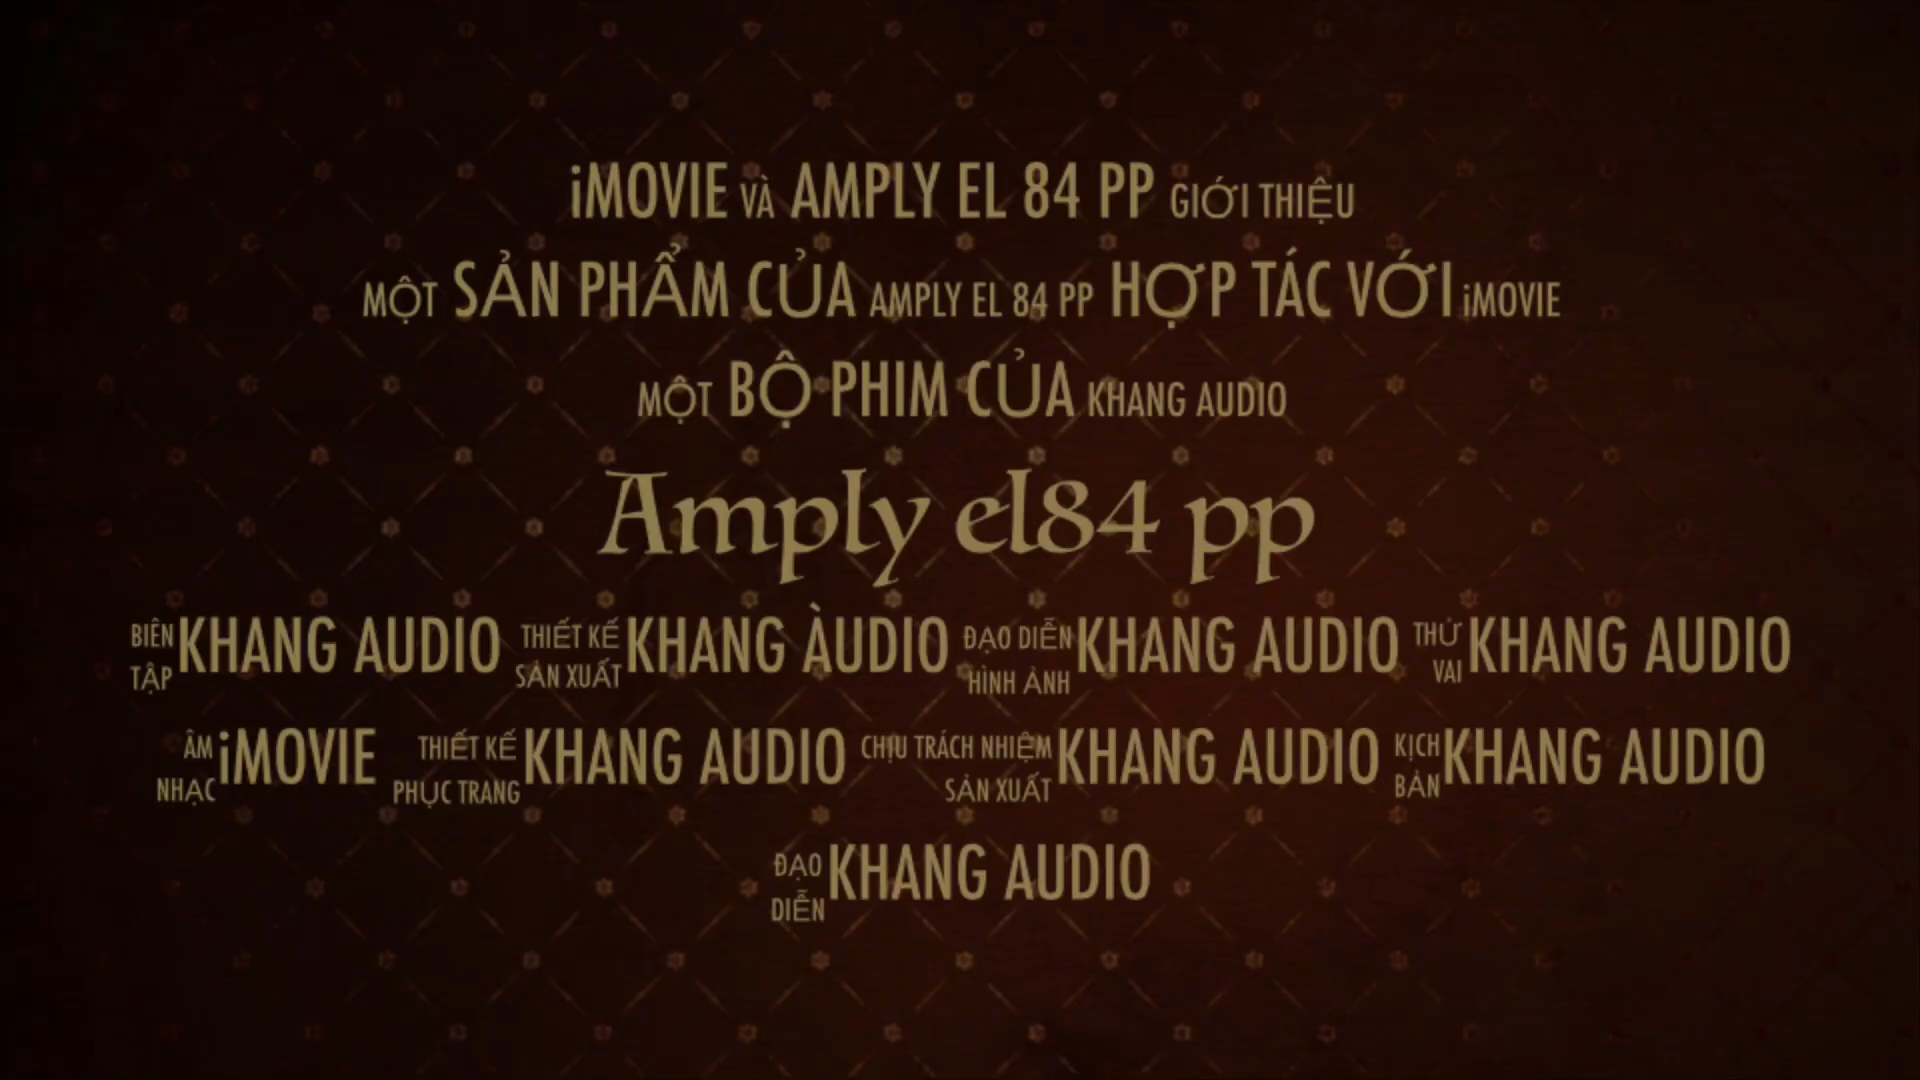 iMOVIE VÀ AMPLY EL 84 PP GIỚI THIỆU
MỘT SẢN PHẨM CỦA AMPLY EL 84 PP HỢP TÁC VỚI iMOVIE
MỘT BỘ PHIM CỦA KHANG AUDIO
Amply el84 pp
BIÊN TẬP KHANG AUDIO THIẾT KẾ SẢN XUẤT KHANG ÀUDIO ĐẠO DIỄN HÌNH ẢNH KHANG AUDIO THỬ VAI KHANG AUDIO
ÂM NHẠC iMOVIE THIẾT KẾ PHỤC TRANG KHANG AUDIO CHỊU TRÁCH NHIỆM SẢN XUẤT KHANG AUDIO KỊCH BẢN KHANG AUDIO
ĐẠO DIỄN KHANG AUDIO